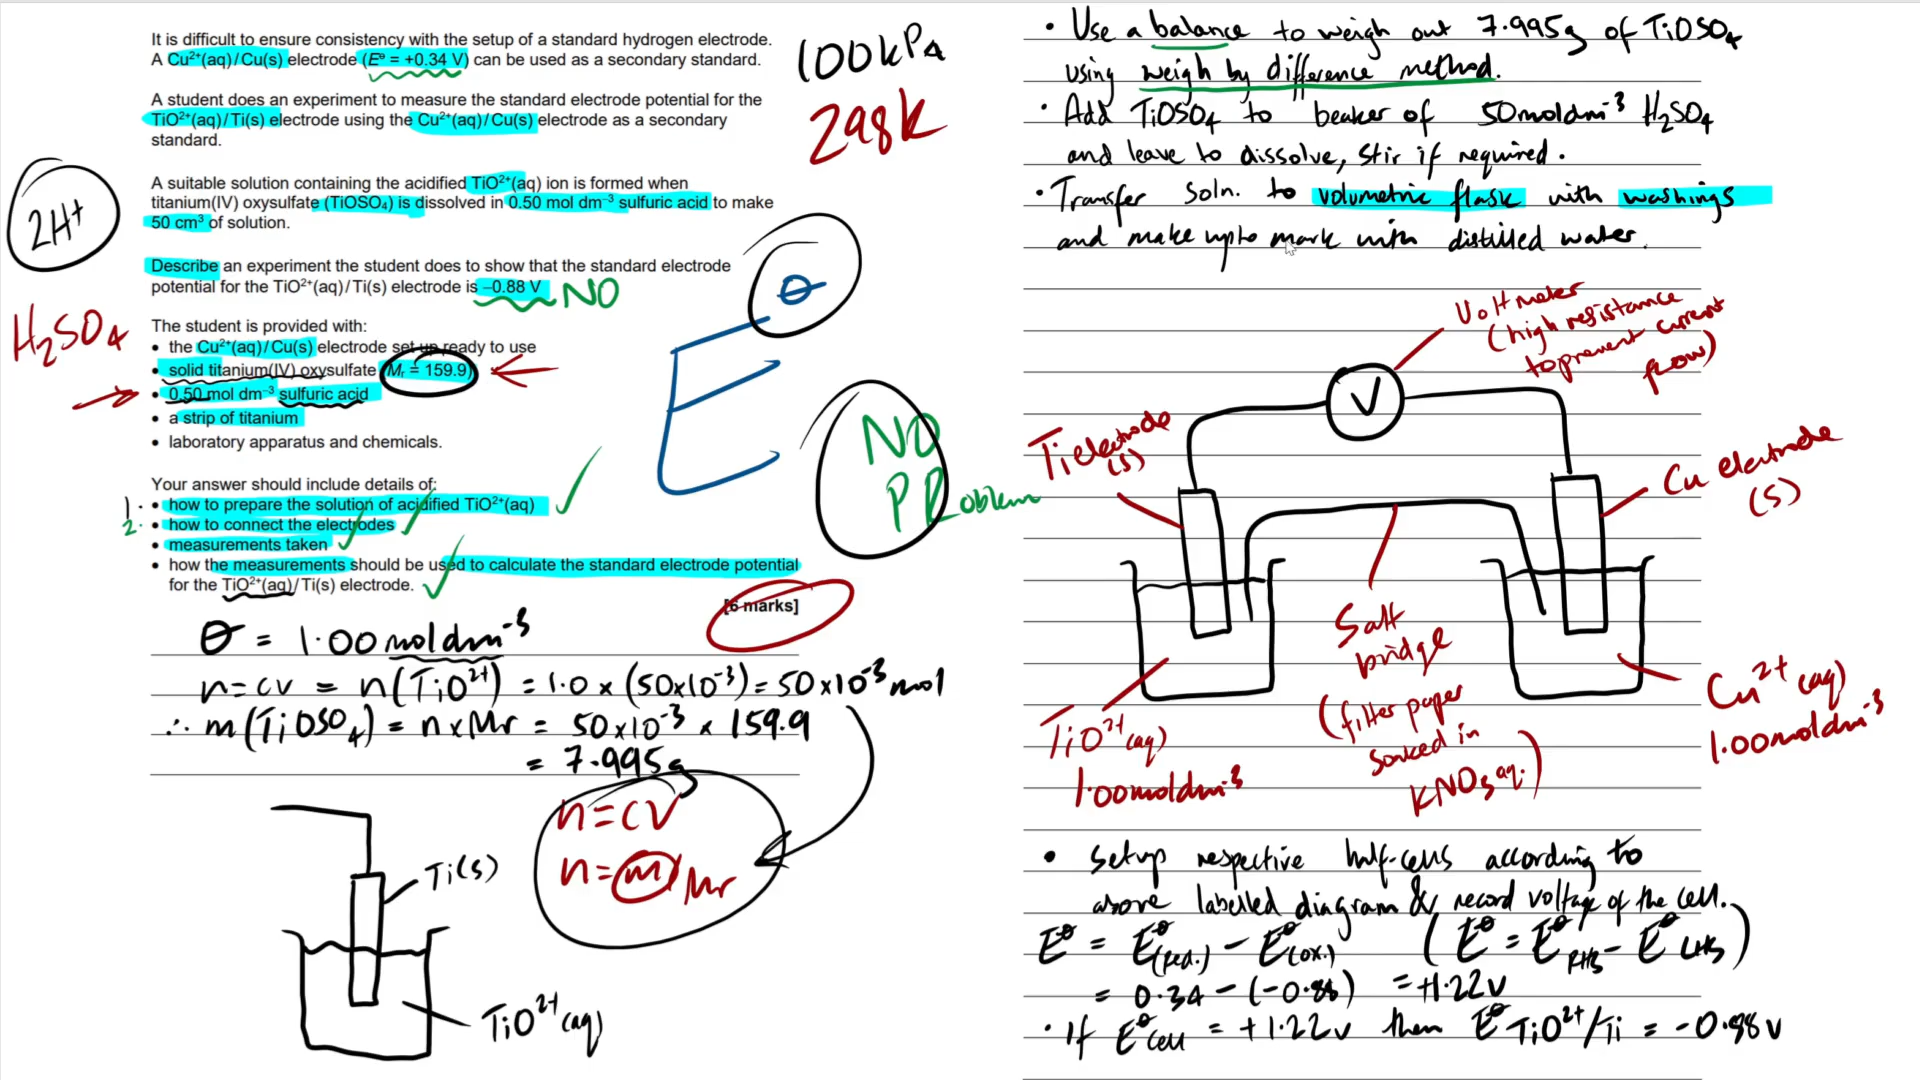 It is difficult to ensure consistency with the setup of a standard hydrogen electrode.
A Cu²⁺(aq)/Cu(s) electrode (E⊖ = +0.34 V) can be used as a secondary standard.
A student does an experiment to measure the standard electrode potential for the
TiO²⁺(aq)/Ti(s) electrode using the Cu²⁺(aq)/Cu(s) electrode as a secondary
standard.
A suitable solution containing the acidified TiO²⁺(aq) ion is formed when
titanium(IV) oxysulfate (TiOSO₄) is dissolved in 0.50 mol dm⁻³ sulfuric acid to make
50 cm³ of solution.
Describe an experiment the student does to show that the standard electrode
potential for the TiO²⁺(aq)/Ti(s) electrode is –0.88 V
NO
The student is provided with:
• the Cu²⁺(aq)/Cu(s) electrode set up ready to use
• solid titanium(IV) oxysulfate (Mr = 159.9)
• 0.50 mol dm⁻³ sulfuric acid
• a strip of titanium
• laboratory apparatus and chemicals.
Your answer should include details of:
1. • how to prepare the solution of acidified TiO²⁺(aq)
2. • how to connect the electrodes
• measurements taken
• how the measurements should be used to calculate the standard electrode potential
for the TiO²⁺(aq)/Ti(s) electrode.
[6 marks]
2H+
H₂SO₄
100kPa
298k
⊖
E
NO
PRoblem
⊖ = 1.00moldm⁻³
n=cv = n(TiO²⁺) = 1.0 × (50×10⁻³) = 50×10⁻³ mol
∴ m(TiOSO₄) = n×Mr = 50×10⁻³ × 159.9
= 7.995g
n=cv
n=m/Mr
Ti(s)
TiO²⁺(aq)
• Use a balance to weigh out 7.995g of TiOSO₄
using weigh by difference method.
• Add TiOSO₄ to beaker of 50moldm⁻³ H₂SO₄
and leave to dissolve, stir if required.
• Transfer soln. to volumetric flask with washings
and make upto mark with distilled water.
Voltmeter
(high resistance
to prevent current
flow)
V
Ti electrode
(s)
Cu electrode
(s)
Salt
bridge
(filter paper
soaked in
KNO₃ aq.)
TiO²⁺(aq)
1.00moldm⁻³
Cu²⁺(aq)
1.00moldm⁻³
• Setup respective half-cells according to
above labelled diagram & record voltage of the cell.
E⊖ = E⊖(red.) − E⊖(ox.) (E⊖ = E⊖RHS − E⊖LHS)
= 0.34 − (−0.88) = +1.22v
• If E⊖cell = +1.22v then E⊖ TiO²⁺/Ti = −0.88v